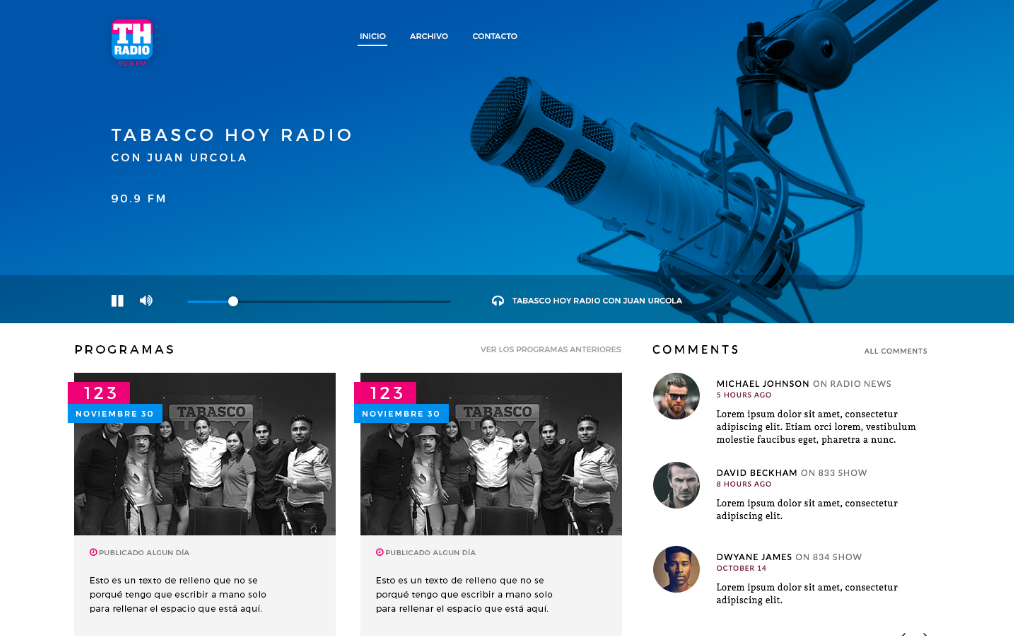 TH
RADIO
90.9 FM
INICIO
ARCHIVO
CONTACTO
TABASCO HOY RADIO
CON JUAN URCOLA
90.9 FM
TABASCO HOY RADIO CON JUAN URCOLA
PROGRAMAS
VER LOS PROGRAMAS ANTERIORES
123
NOVIEMBRE 30
TABASCO
PUBLICADO ALGUN DÍA
Esto es un texto de relleno que no se
porqué tengo que escribir a mano solo
para rellenar el espacio que está aquí.
123
NOVIEMBRE 30
TABASCO
PUBLICADO ALGUN DÍA
Esto es un texto de relleno que no se
porqué tengo que escribir a mano solo
para rellenar el espacio que está aquí.
COMMENTS
ALL COMMENTS
MICHAEL JOHNSON ON RADIO NEWS
5 HOURS AGO
Lorem ipsum dolor sit amet, consectetur
adipiscing elit. Etiam orci lorem, vestibulum
molestie faucibus eget, pharetra a nunc.
DAVID BECKHAM ON 833 SHOW
8 HOURS AGO
Lorem ipsum dolor sit amet, consectetur
adipiscing elit.
DWYANE JAMES ON 834 SHOW
OCTOBER 14
Lorem ipsum dolor sit amet, consectetur
adipiscing elit.